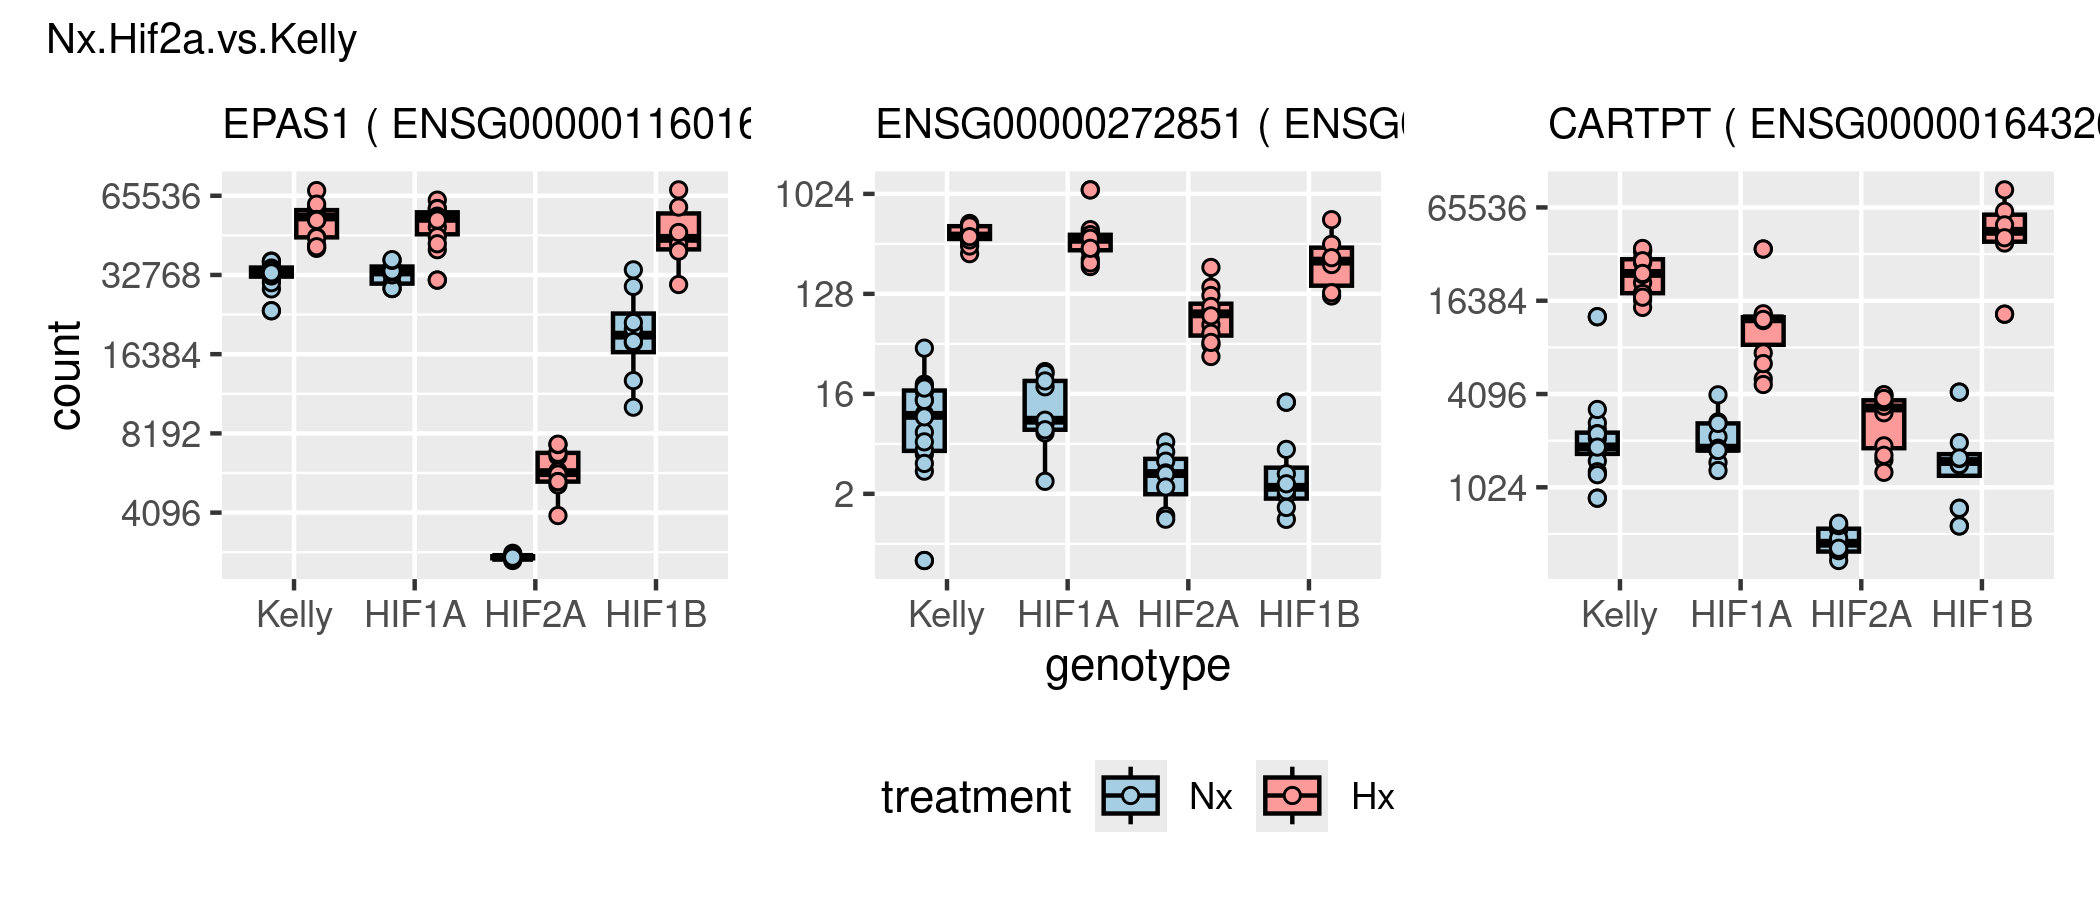 Nx.Hif2a.vs.Kelly
EPAS1 ( ENSG00000116016
ENSG00000272851 ( ENSG
CARTPT ( ENSG0000016432
count
65536
32768
16384
8192
4096
Kelly HIF1A HIF2A HIF1B
1024
128
16
2
Kelly HIF1A HIF2A HIF1B
65536
16384
4096
1024
Kelly HIF1A HIF2A HIF1B
genotype
treatment Nx Hx